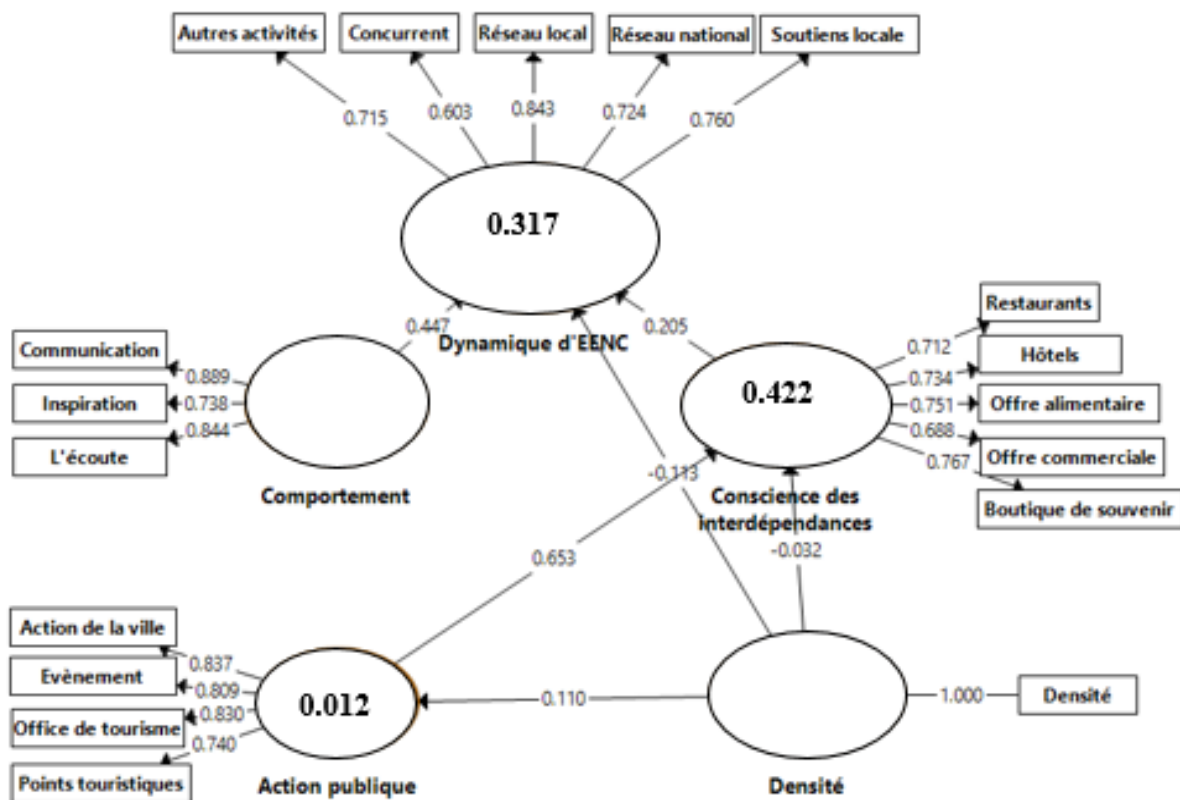 Autres activités
Concurrent
Réseau local
Réseau national
Soutiens locale
0.715
0.603
0.843
0.724
0.760
0.317
Dynamique d'EENC
0.447
0.205
Communication
Inspiration
L'écoute
0.889
0.738
0.844
Comportement
0.422
Conscience des
interdépendances
Restaurants
Hôtels
Offre alimentaire
Offre commerciale
Boutique de souvenir
0.712
0.734
0.751
0.688
0.767
-0.113
-0.032
0.653
Action de la ville
Evènement
Office de tourisme
Points touristiques
0.837
0.809
0.830
0.740
0.012
Action publique
0.110
Densité
1.000
Densité